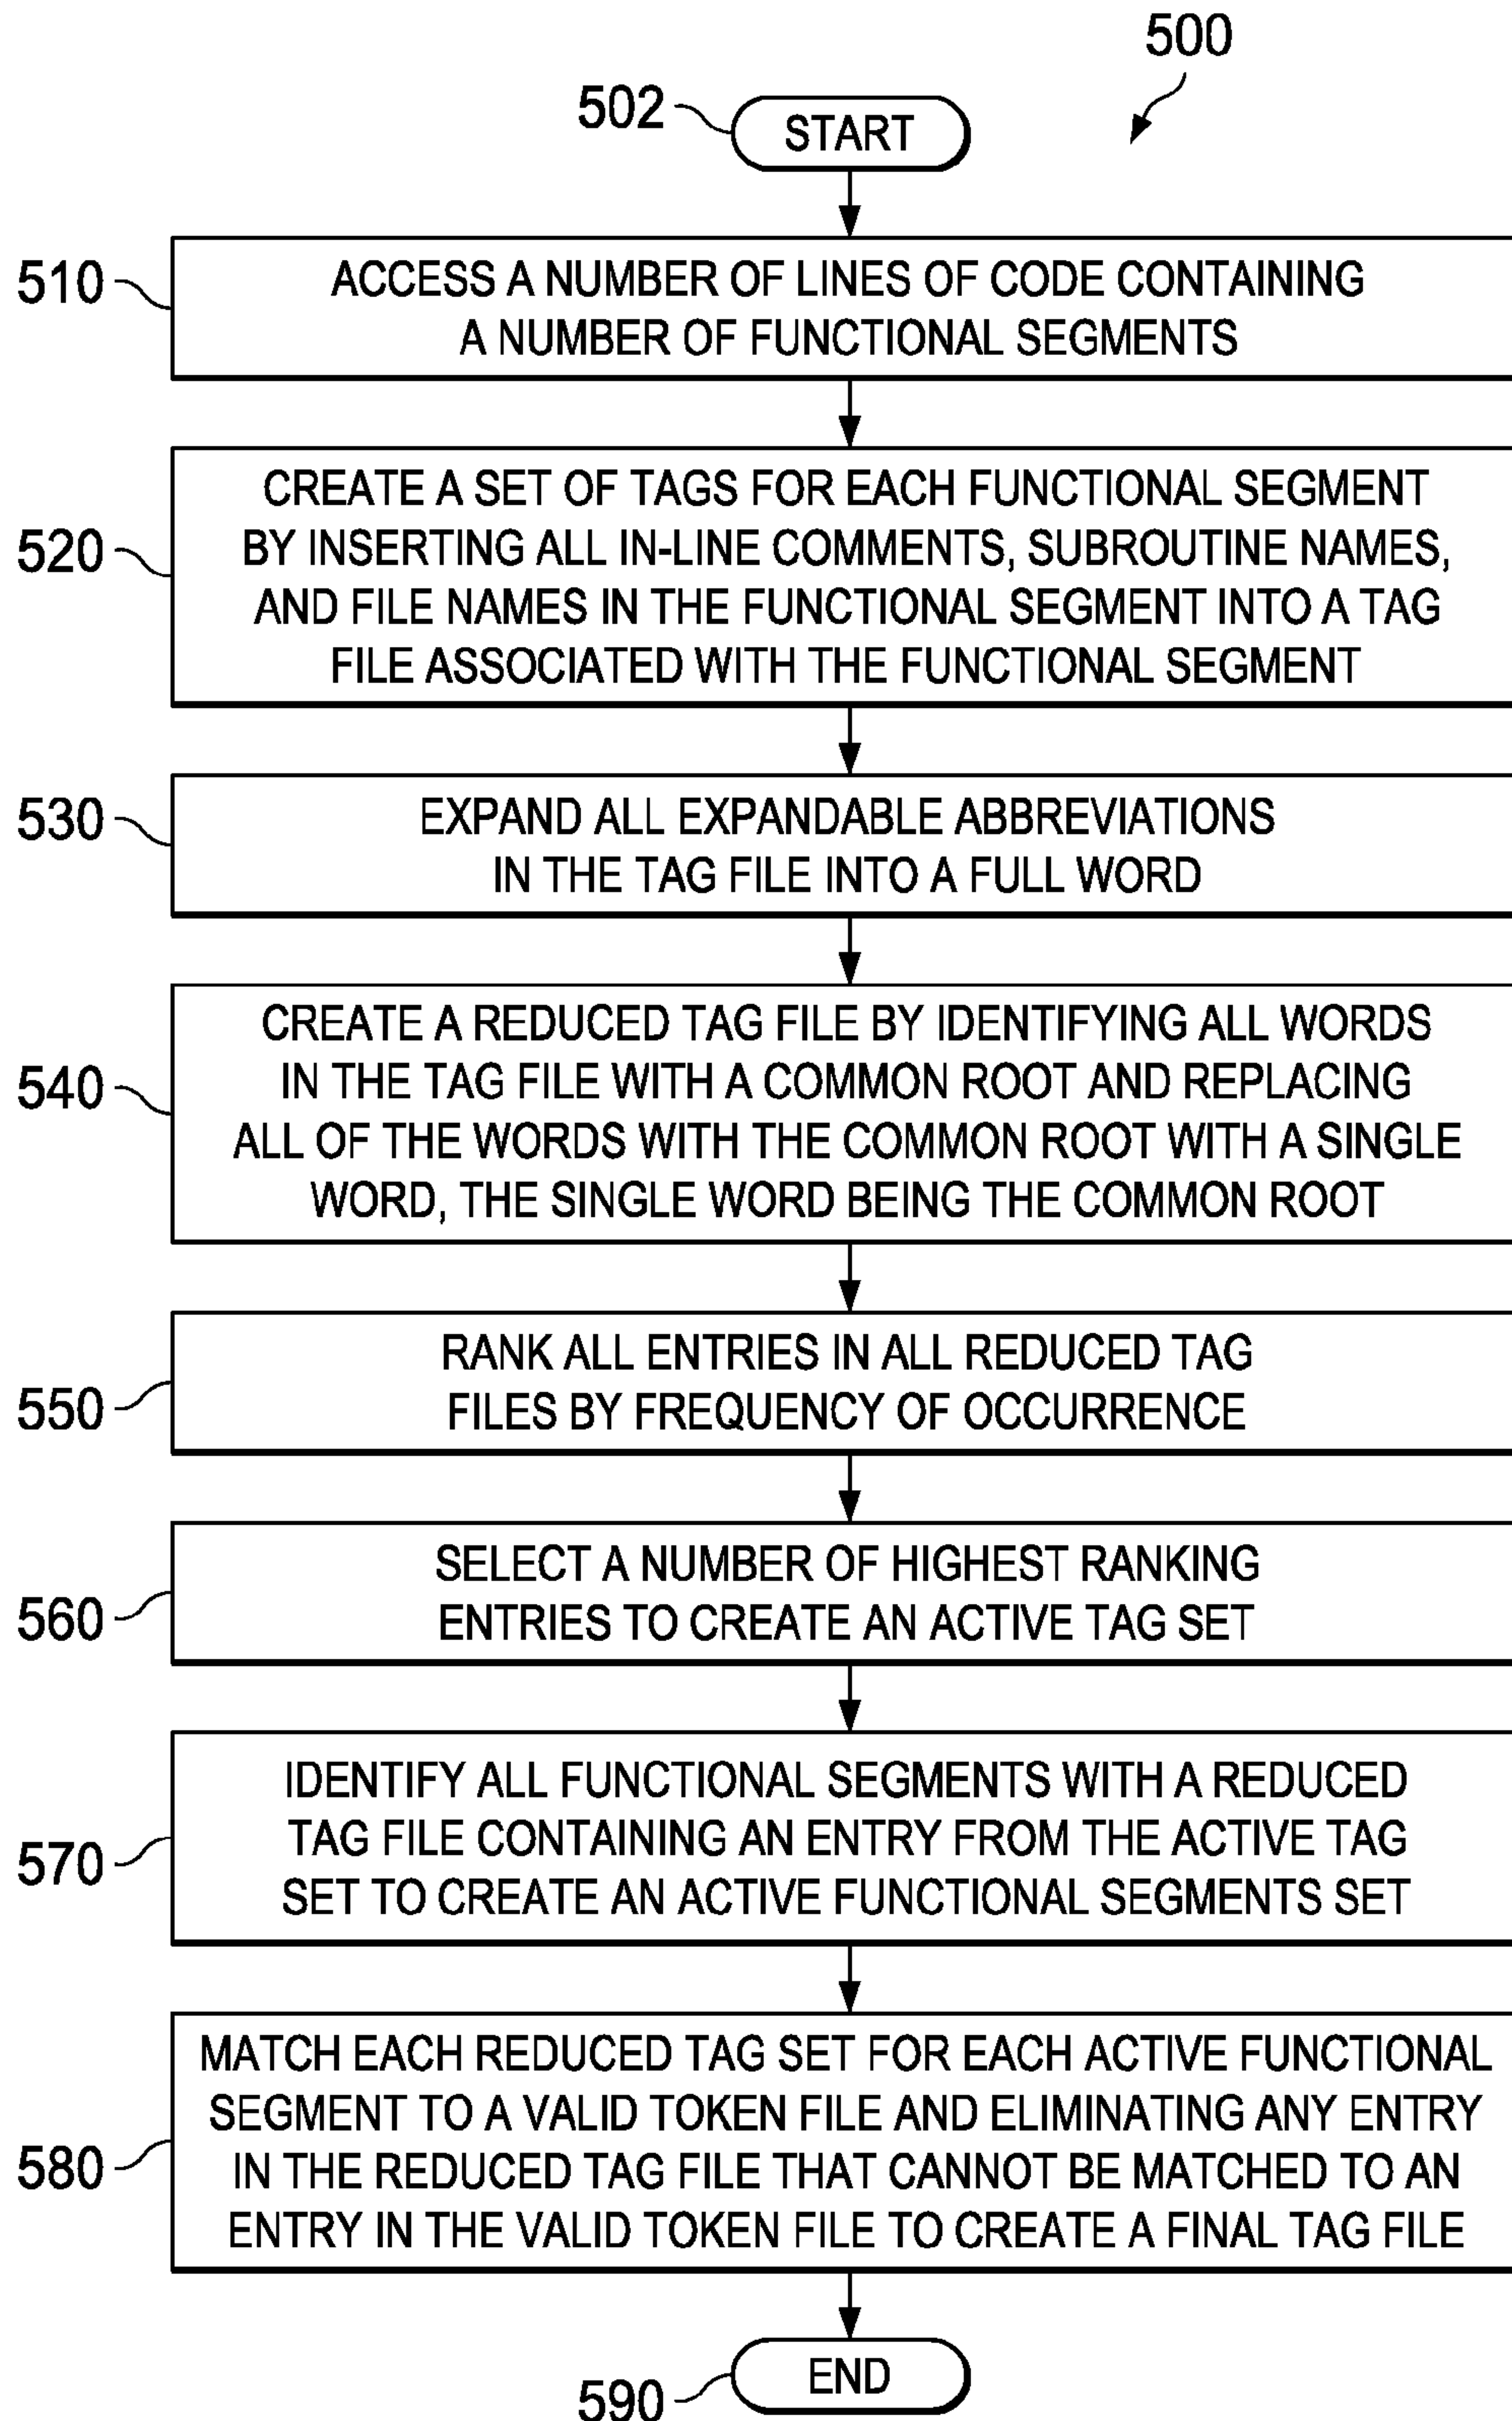 500
502
START
510
ACCESS A NUMBER OF LINES OF CODE CONTAINING
A NUMBER OF FUNCTIONAL SEGMENTS
520
CREATE A SET OF TAGS FOR EACH FUNCTIONAL SEGMENT
BY INSERTING ALL IN-LINE COMMENTS, SUBROUTINE NAMES,
AND FILE NAMES IN THE FUNCTIONAL SEGMENT INTO A TAG
FILE ASSOCIATED WITH THE FUNCTIONAL SEGMENT
530
EXPAND ALL EXPANDABLE ABBREVIATIONS
IN THE TAG FILE INTO A FULL WORD
540
CREATE A REDUCED TAG FILE BY IDENTIFYING ALL WORDS
IN THE TAG FILE WITH A COMMON ROOT AND REPLACING
ALL OF THE WORDS WITH THE COMMON ROOT WITH A SINGLE
WORD, THE SINGLE WORD BEING THE COMMON ROOT
550
RANK ALL ENTRIES IN ALL REDUCED TAG
FILES BY FREQUENCY OF OCCURRENCE
560
SELECT A NUMBER OF HIGHEST RANKING
ENTRIES TO CREATE AN ACTIVE TAG SET
570
IDENTIFY ALL FUNCTIONAL SEGMENTS WITH A REDUCED
TAG FILE CONTAINING AN ENTRY FROM THE ACTIVE TAG
SET TO CREATE AN ACTIVE FUNCTIONAL SEGMENTS SET
580
MATCH EACH REDUCED TAG SET FOR EACH ACTIVE FUNCTIONAL
SEGMENT TO A VALID TOKEN FILE AND ELIMINATING ANY ENTRY
IN THE REDUCED TAG FILE THAT CANNOT BE MATCHED TO AN
ENTRY IN THE VALID TOKEN FILE TO CREATE A FINAL TAG FILE
590
END